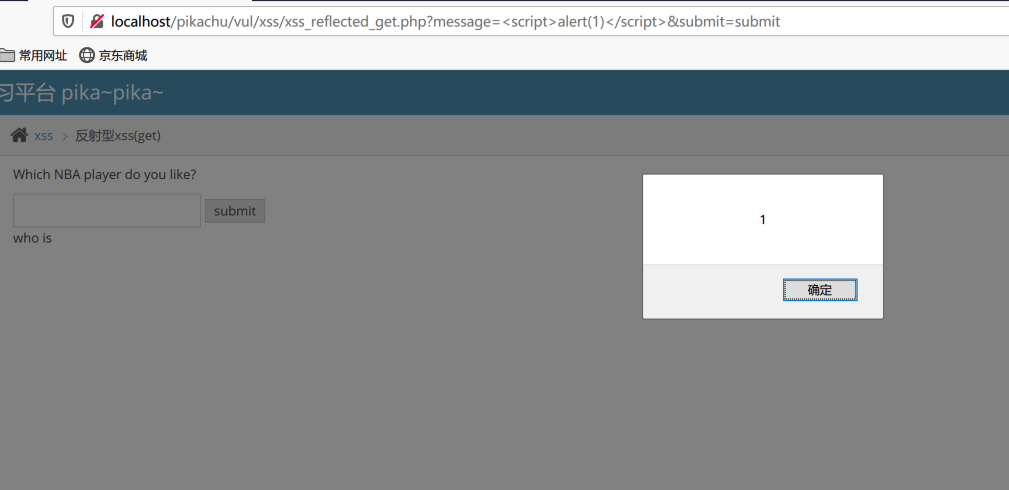 localhost/pikachu/vul/xss/xss_reflected_get.php?message=<script>alert(1)</script>&submit=submit
常用网址 京东商城
习平台 pika~pika~
xss > 反射型xss(get)
Which NBA player do you like?
submit
who is
1
确定